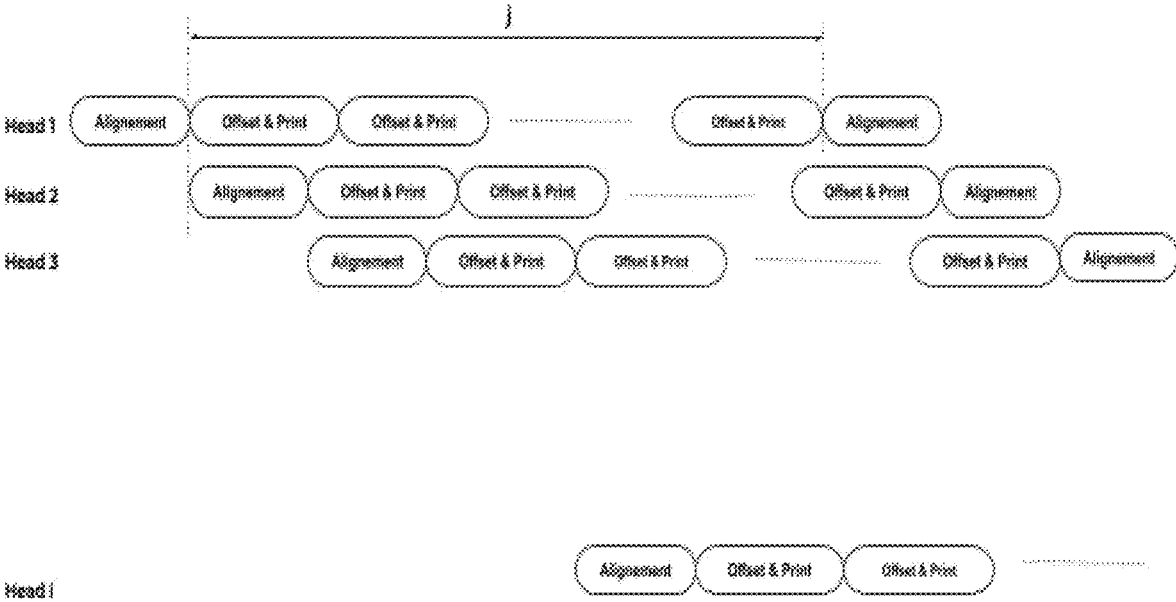 j
Head 1 Alignement Offset & Print Offset & Print Offset & Print Alignement
Head 2 Alignement Offset & Print Offset & Print Offset & Print Alignement
Head 3 Alignement Offset & Print Offset & Print Offset & Print Alignement
Head i Alignement Offset & Print Offset & Print